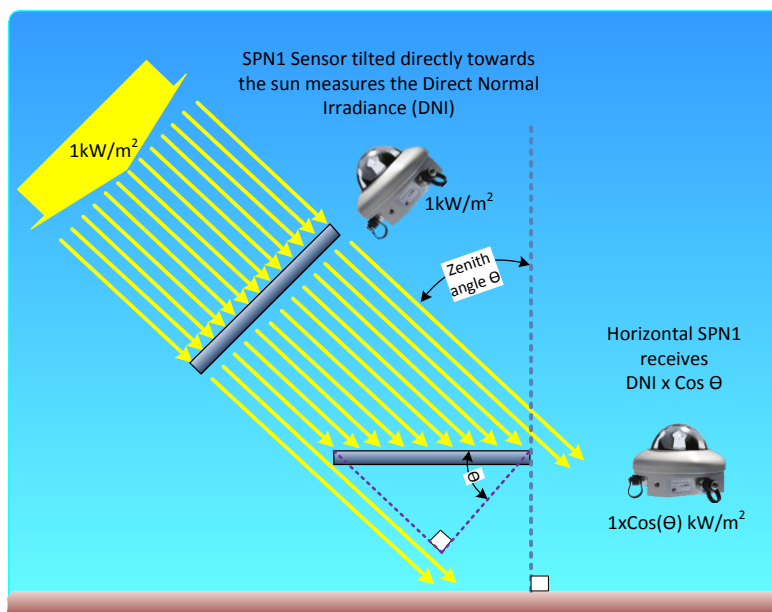 SPN1 Sensor tilted directly towards
the sun measures the Direct Normal
Irradiance (DNI)
1kW/m²
1kW/m²
Zenith
angle Θ
Horizontal SPN1
receives
DNI x Cos Θ
Θ
1xCos(Θ) kW/m²